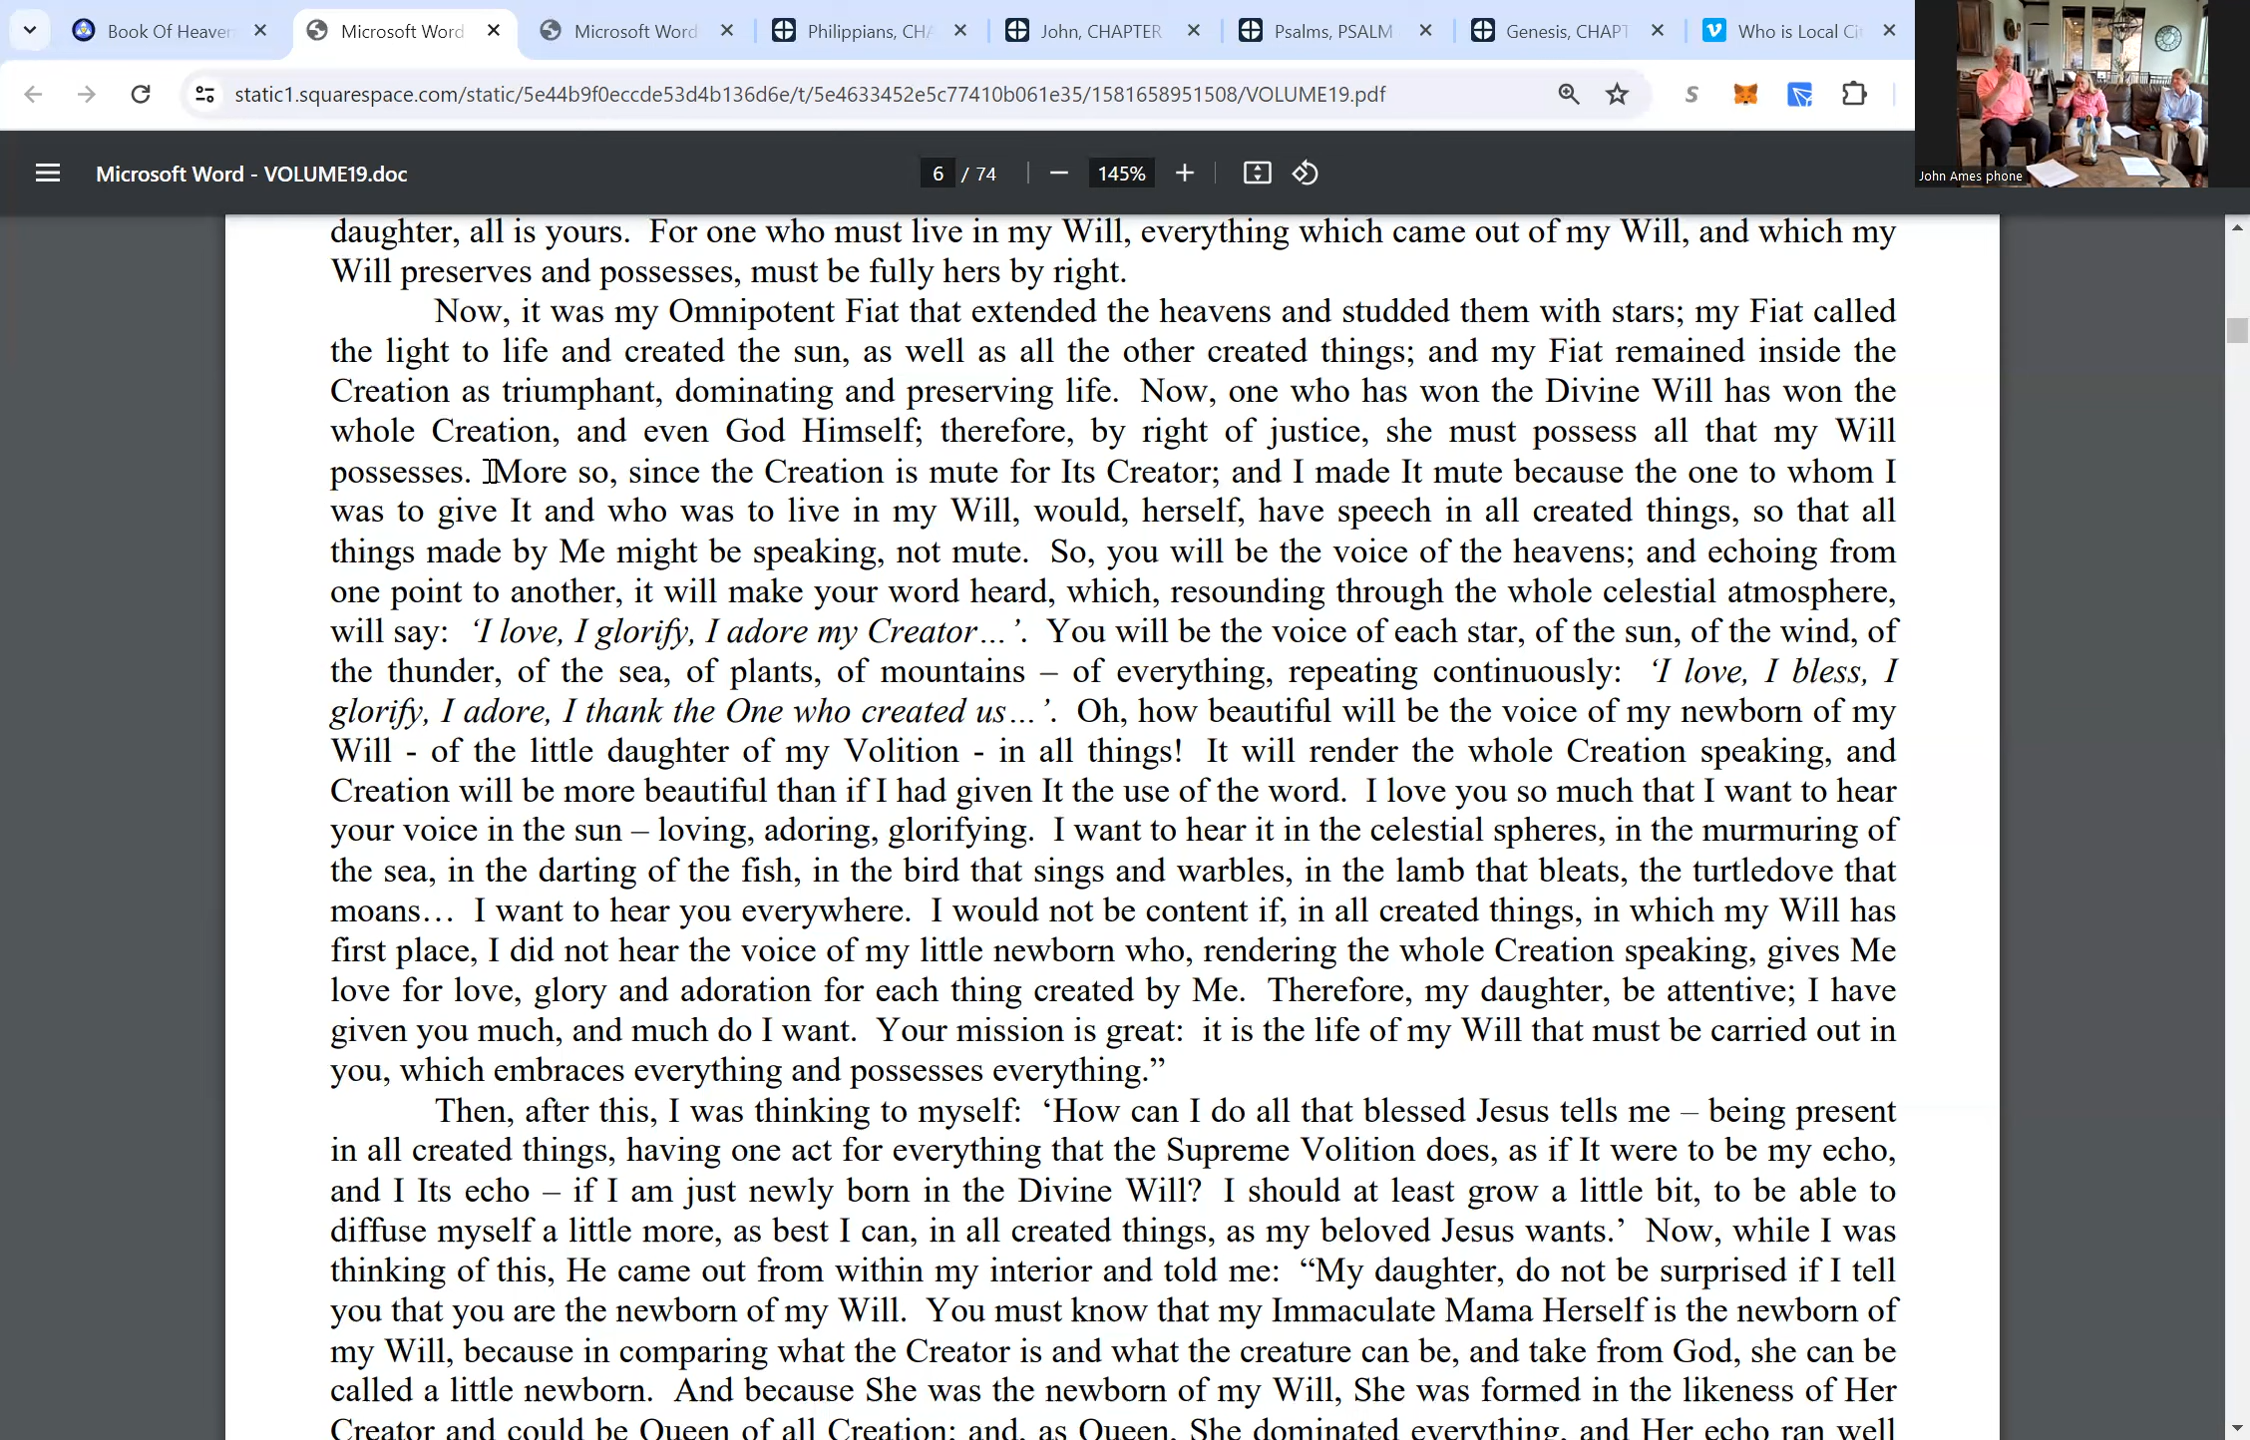 Book Of Heaven
Microsoft Word
Microsoft Word
Philippians, CHA
John, CHAPTER
Psalms, PSALM
Genesis, CHAPT
Who is Local Ci
static1.squarespace.com/static/5e44b9f0eccde53d4b136d6e/t/5e4633452e5c77410b061e35/1581658951508/VOLUME19.pdf
Microsoft Word - VOLUME19.doc
6 / 74
145%
John Ames phone
daughter, all is yours. For one who must live in my Will, everything which came out of my Will, and which my
Will preserves and possesses, must be fully hers by right.
Now, it was my Omnipotent Fiat that extended the heavens and studded them with stars; my Fiat called
the light to life and created the sun, as well as all the other created things; and my Fiat remained inside the
Creation as triumphant, dominating and preserving life. Now, one who has won the Divine Will has won the
whole Creation, and even God Himself; therefore, by right of justice, she must possess all that my Will
possesses. More so, since the Creation is mute for Its Creator; and I made It mute because the one to whom I
was to give It and who was to live in my Will, would, herself, have speech in all created things, so that all
things made by Me might be speaking, not mute. So, you will be the voice of the heavens; and echoing from
one point to another, it will make your word heard, which, resounding through the whole celestial atmosphere,
will say: ‘I love, I glorify, I adore my Creator…’. You will be the voice of each star, of the sun, of the wind, of
the thunder, of the sea, of plants, of mountains – of everything, repeating continuously: ‘I love, I bless, I
glorify, I adore, I thank the One who created us…’. Oh, how beautiful will be the voice of my newborn of my
Will - of the little daughter of my Volition - in all things! It will render the whole Creation speaking, and
Creation will be more beautiful than if I had given It the use of the word. I love you so much that I want to hear
your voice in the sun – loving, adoring, glorifying. I want to hear it in the celestial spheres, in the murmuring of
the sea, in the darting of the fish, in the bird that sings and warbles, in the lamb that bleats, the turtledove that
moans… I want to hear you everywhere. I would not be content if, in all created things, in which my Will has
first place, I did not hear the voice of my little newborn who, rendering the whole Creation speaking, gives Me
love for love, glory and adoration for each thing created by Me. Therefore, my daughter, be attentive; I have
given you much, and much do I want. Your mission is great: it is the life of my Will that must be carried out in
you, which embraces everything and possesses everything.”
Then, after this, I was thinking to myself: ‘How can I do all that blessed Jesus tells me – being present
in all created things, having one act for everything that the Supreme Volition does, as if It were to be my echo,
and I Its echo – if I am just newly born in the Divine Will? I should at least grow a little bit, to be able to
diffuse myself a little more, as best I can, in all created things, as my beloved Jesus wants.’ Now, while I was
thinking of this, He came out from within my interior and told me: “My daughter, do not be surprised if I tell
you that you are the newborn of my Will. You must know that my Immaculate Mama Herself is the newborn of
my Will, because in comparing what the Creator is and what the creature can be, and take from God, she can be
called a little newborn. And because She was the newborn of my Will, She was formed in the likeness of Her
Creator and could be Queen of all Creation; and, as Queen, She dominated everything, and Her echo ran well